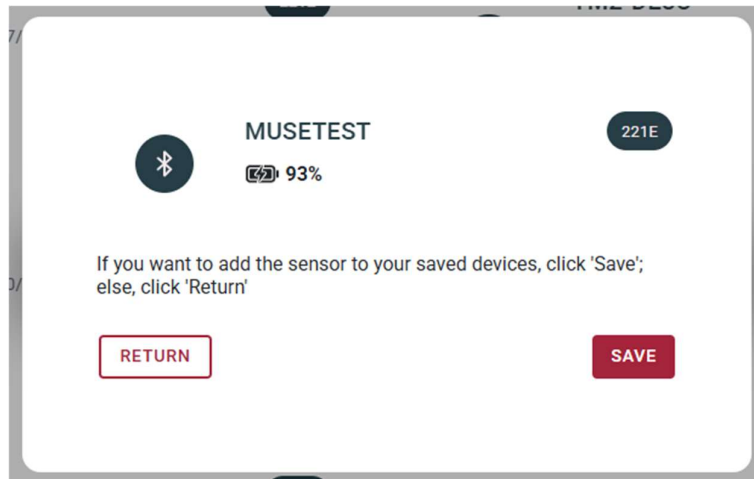 MUSETEST
221E
93%
If you want to add the sensor to your saved devices, click 'Save';
else, click 'Return'
RETURN
SAVE